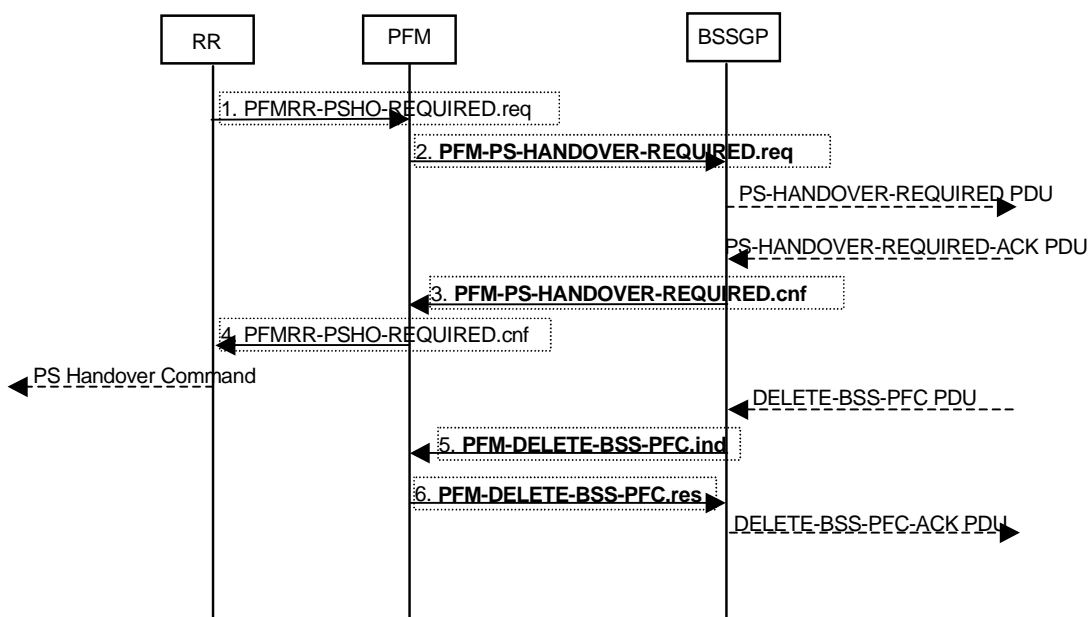 RR
PFM
BSSGP
1. PFMRR-PSHO-REQUIRED.req
2. PFM-PS-HANDOVER-REQUIRED.req
PS-HANDOVER-REQUIRED PDU
PS-HANDOVER-REQUIRED-ACK PDU
3. PFM-PS-HANDOVER-REQUIRED.cnf
4. PFMRR-PSHO-REQUIRED.cnf
PS Handover Command
DELETE-BSS-PFC PDU
5. PFM-DELETE-BSS-PFC.ind
6. PFM-DELETE-BSS-PFC.res
DELETE-BSS-PFC-ACK PDU